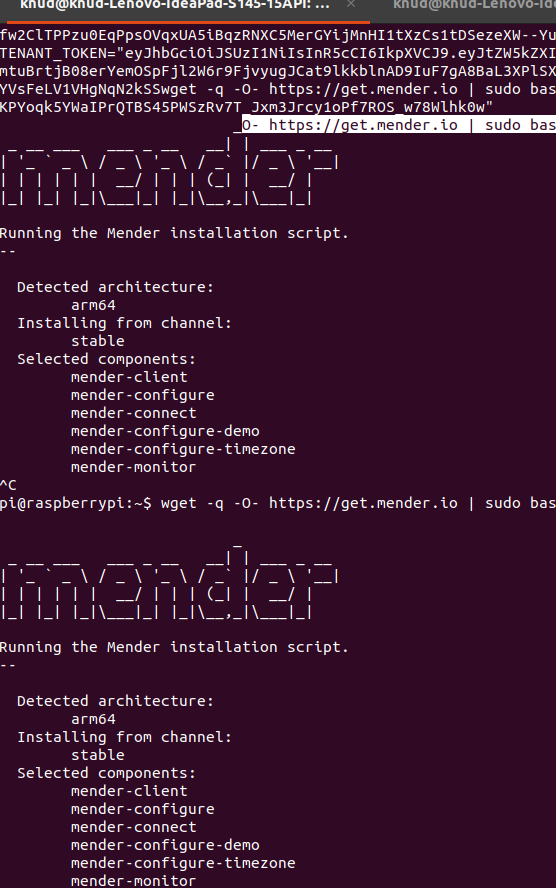 knud@knud-Lenovo-IdeaPad-S145-15API: ... × knud@knud-Lenovo-Ide
fw2ClTPPzu0EqPpsOVqxUA5iBqzRNXC5MerGYijMnHI1tXzCs1tDSezeXW--Yu
TENANT_TOKEN="eyJhbGciOiJSUzI1NiIsInR5cCI6IkpXVCJ9.eyJtZW5kZXI
mtuBrtjB08erYemOSpFjl2W6r9FjvyugJCat9lkkblnAD9IuF7gA8BaL3XPlSX
YVsFeLV1VHgNqN2kSSwget -q -O- https://get.mender.io | sudo bas
KPYoqk5YWaIPrQTBS45PWSzRv7T_Jxm3Jrcy1oPf7ROS_w78Wlhk0w"
_O- https://get.mender.io | sudo bas
mender
Running the Mender installation script.
--
Detected architecture:
arm64
Installing from channel:
stable
Selected components:
mender-client
mender-configure
mender-connect
mender-configure-demo
mender-configure-timezone
mender-monitor
^C
pi@raspberrypi:~$ wget -q -O- https://get.mender.io | sudo bas
mender
Running the Mender installation script.
--
Detected architecture:
arm64
Installing from channel:
stable
Selected components:
mender-client
mender-configure
mender-connect
mender-configure-demo
mender-configure-timezone
mender-monitor